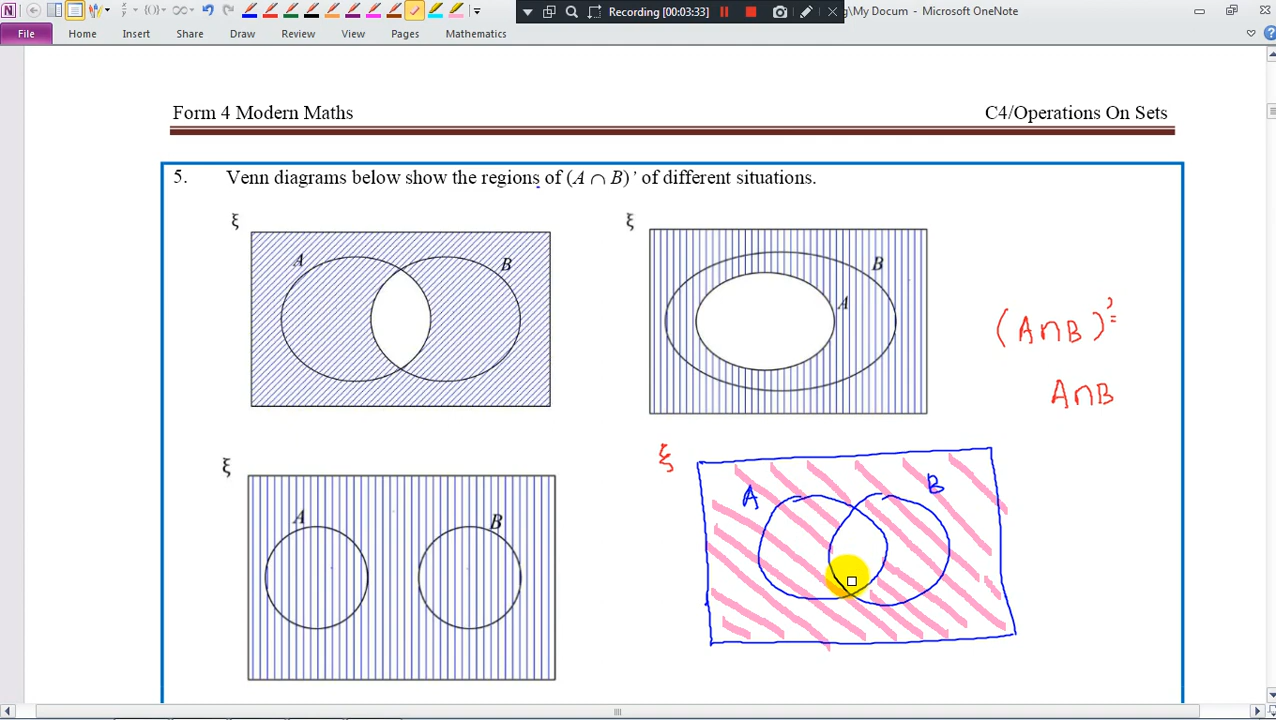 Recording [00:03:33]
g\My Docum - Microsoft OneNote
File Home Insert Share Draw Review View Pages Mathematics
Form 4 Modern Maths C4/Operations On Sets
5. Venn diagrams below show the regions of (A ∩ B)' of different situations.
ξ
A B
ξ
B
A
(A∩B)'=
A∩B
ξ
A B
ξ
A B